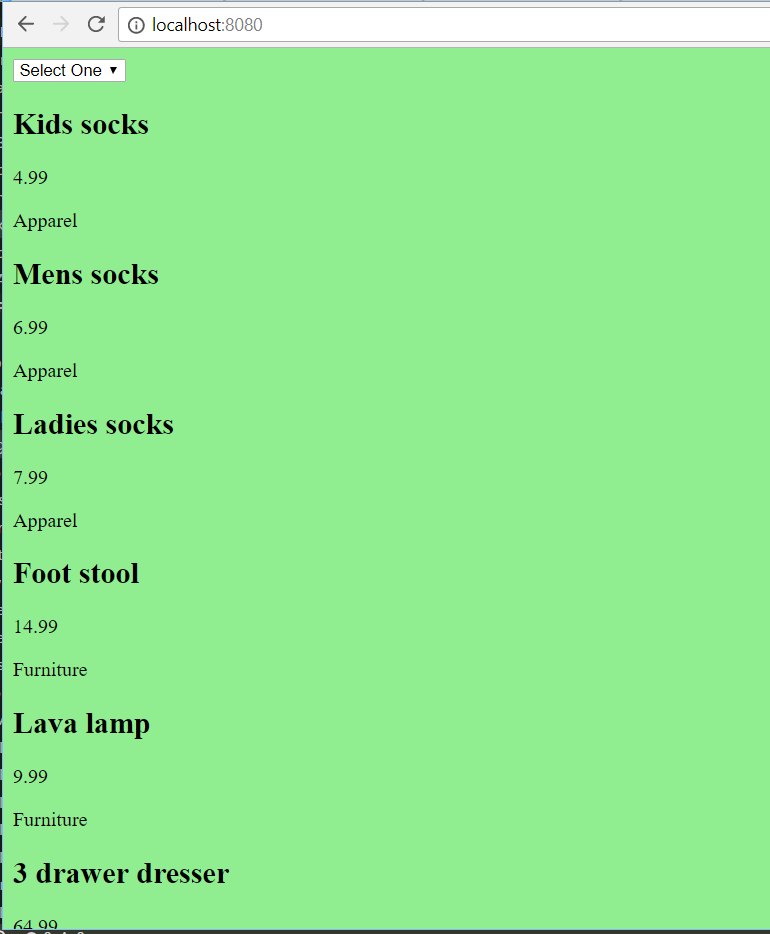 localhost:8080
Select One
Kids socks
4.99
Apparel
Mens socks
6.99
Apparel
Ladies socks
7.99
Apparel
Foot stool
14.99
Furniture
Lava lamp
9.99
Furniture
3 drawer dresser
64.99